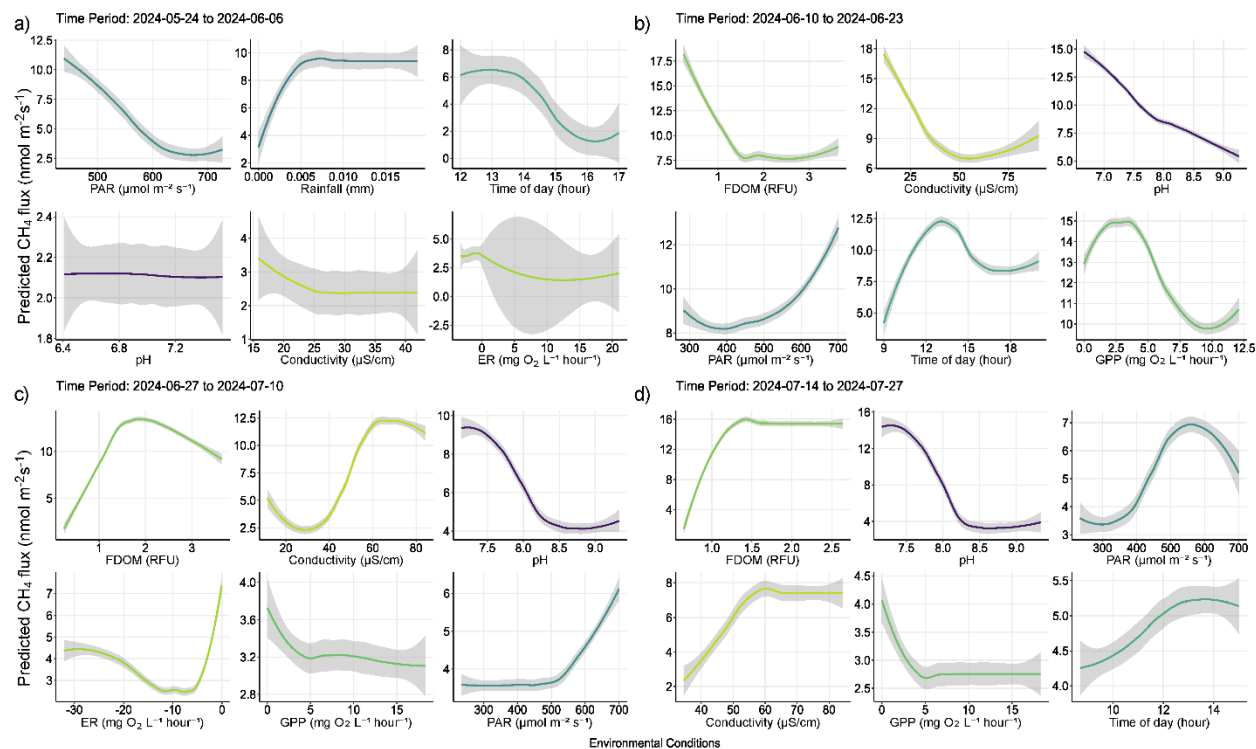 a) Time Period: 2024-05-24 to 2024-06-06
12.5
10.0
7.5
5.0
2.5
500 600 700
PAR (µmol m⁻² s⁻¹)
10
8
6
4
2
0.000 0.005 0.010 0.015
Rainfall (mm)
8
6
4
2
0
12 13 14 15 16 17
Time of day (hour)
2.4
2.2
2.0
1.8
6.4 6.8 7.2
pH
4
3
2
1
15 20 25 30 35 40
Conductivity (µS/cm)
5.0
2.5
0.0
-2.5
0 5 10 15 20
ER (mg O₂ L⁻¹ hour⁻¹)
Predicted CH₄ flux (nmol m⁻²s⁻¹)
b) Time Period: 2024-06-10 to 2024-06-23
17.5
15.0
12.5
10.0
7.5
1 2 3
FDOM (RFU)
18
15
12
9
6
25 50 75
Conductivity (µS/cm)
15.0
12.5
10.0
7.5
5.0
7.0 7.5 8.0 8.5 9.0
pH
12
10
8
300 400 500 600 700
PAR (µmol m⁻² s⁻¹)
12.5
10.0
7.5
5.0
9 12 15 18
Time of day (hour)
15
14
13
12
11
10
0.0 2.5 5.0 7.5 10.0 12.5
GPP (mg O₂ L⁻¹ hour⁻¹)
c) Time Period: 2024-06-27 to 2024-07-10
10
5
1 2 3
FDOM (RFU)
12.5
10.0
7.5
5.0
2.5
20 40 60 80
Conductivity (µS/cm)
10
8
6
4
7.5 8.0 8.5 9.0
pH
7
6
5
4
3
-30 -20 -10 0
ER (mg O₂ L⁻¹ hour⁻¹)
4.0
3.6
3.2
2.8
0 5 10 15
GPP (mg O₂ L⁻¹ hour⁻¹)
6
5
4
300 400 500 600 700
PAR (µmol m⁻² s⁻¹)
Predicted CH₄ flux (nmol m⁻²s⁻¹)
d) Time Period: 2024-07-14 to 2024-07-27
16
12
8
4
1.0 1.5 2.0 2.5
FDOM (RFU)
16
12
8
4
7.5 8.0 8.5 9.0
pH
7
6
5
4
3
200 300 400 500 600 700
PAR (µmol m⁻² s⁻¹)
8
6
4
2
40 50 60 70 80
Conductivity (µS/cm)
4.5
4.0
3.5
3.0
2.5
0 5 10 15
GPP (mg O₂ L⁻¹ hour⁻¹)
5.5
5.0
4.5
4.0
10 12 14
Time of day (hour)
Environmental Conditions